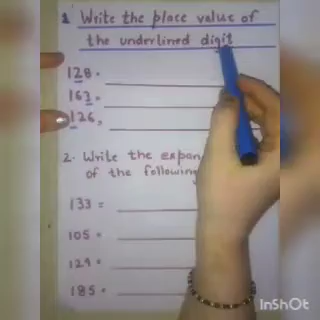 1 Write the place value of
the underlined digit
128 =
163 =
126 =
2. Write the expan
of the following
133 =
105 =
129 =
185 =
InShOt